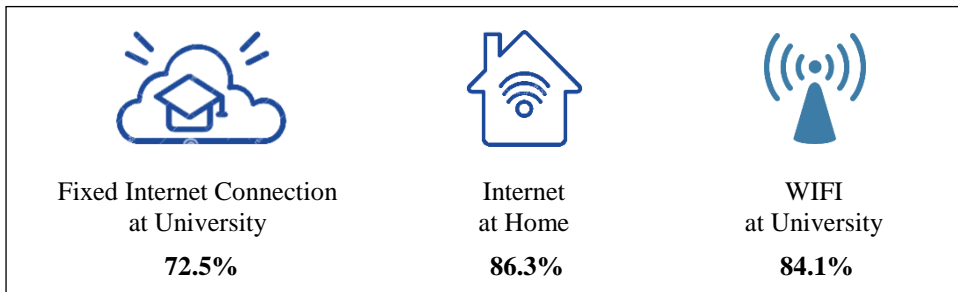 Fixed Internet Connection
at University
72.5%
Internet
at Home
86.3%
WIFI
at University
84.1%